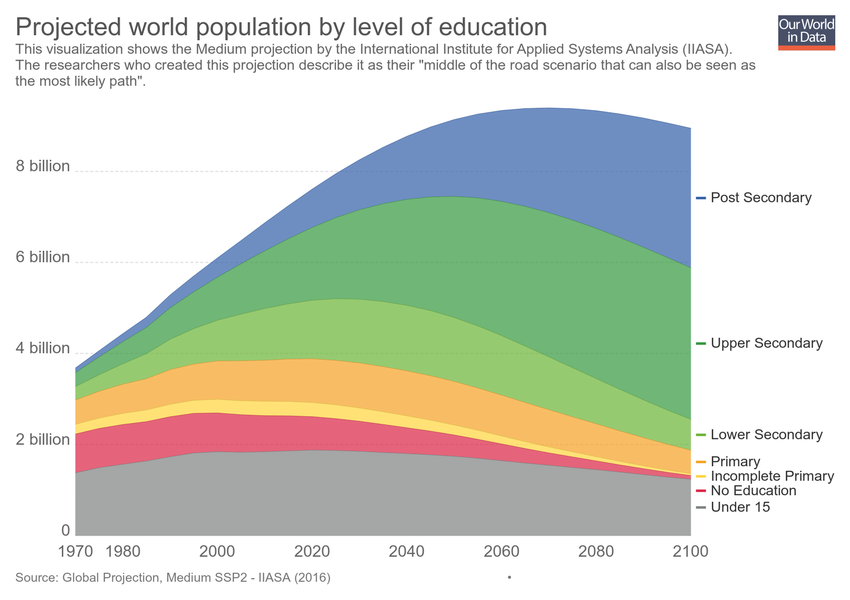 Projected world population by level of education
Our World
in Data
This visualization shows the Medium projection by the International Institute for Applied Systems Analysis (IIASA).
The researchers who created this projection describe it as their "middle of the road scenario that can also be seen as
the most likely path".
8 billion
6 billion
4 billion
2 billion
0
Post Secondary
Upper Secondary
Lower Secondary
Primary
Incomplete Primary
No Education
Under 15
1970 1980 2000 2020 2040 2060 2080 2100
Source: Global Projection, Medium SSP2 - IIASA (2016)